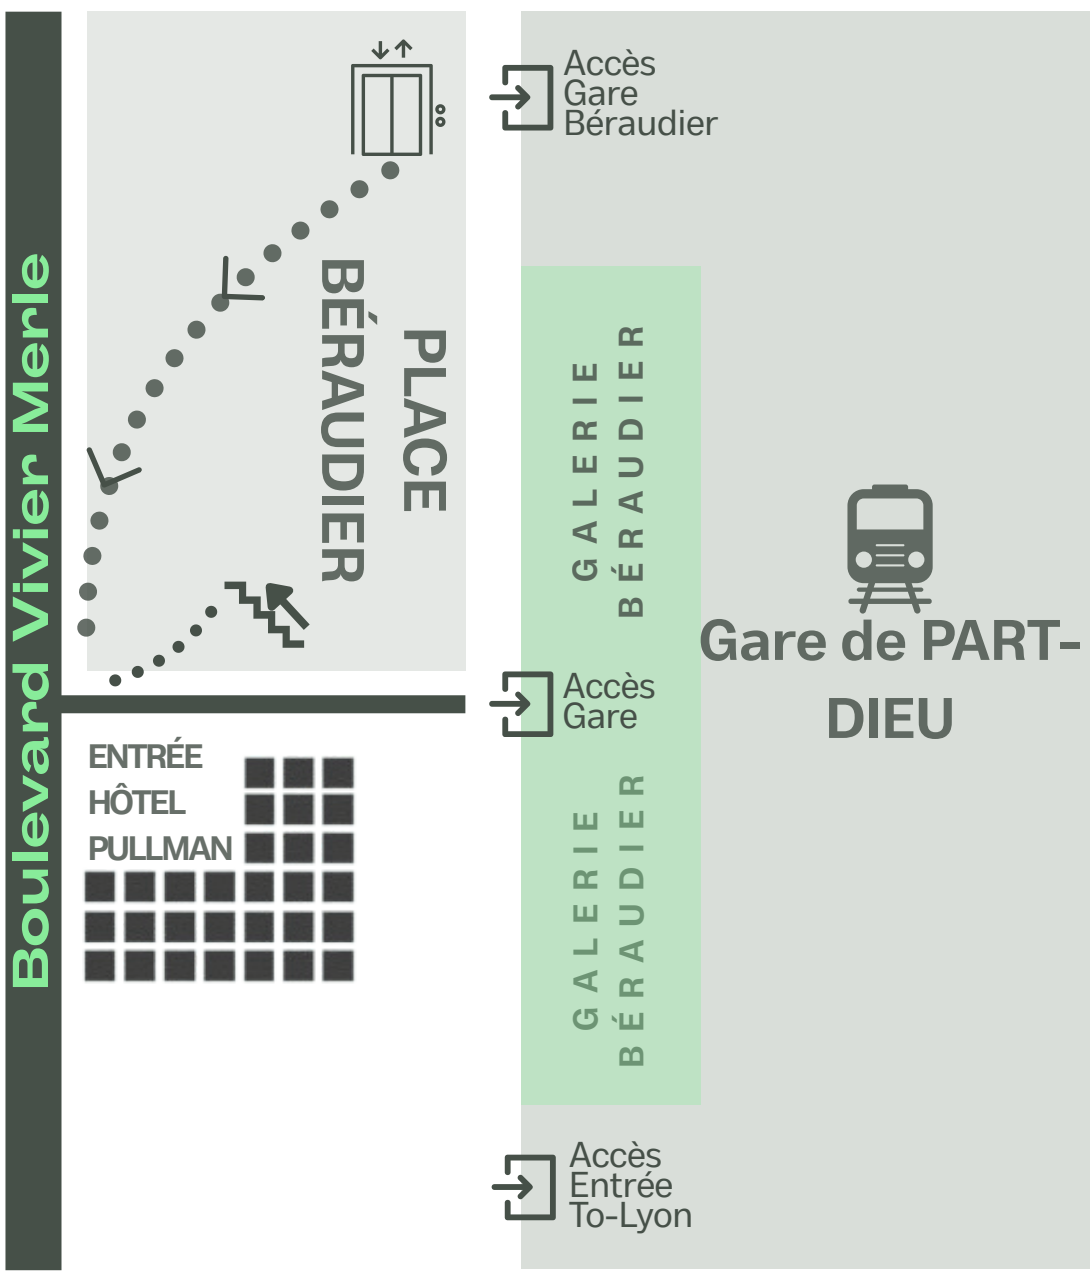 Boulevard Vivier Merle
PLACE
BÉRAUDIER
Accès
Gare
Béraudier
GALERIE
BÉRAUDIER
Gare de PART-
DIEU
Accès
Gare
ENTRÉE
HÔTEL
PULLMAN
GALERIE
BÉRAUDIER
Accès
Entrée
To-Lyon